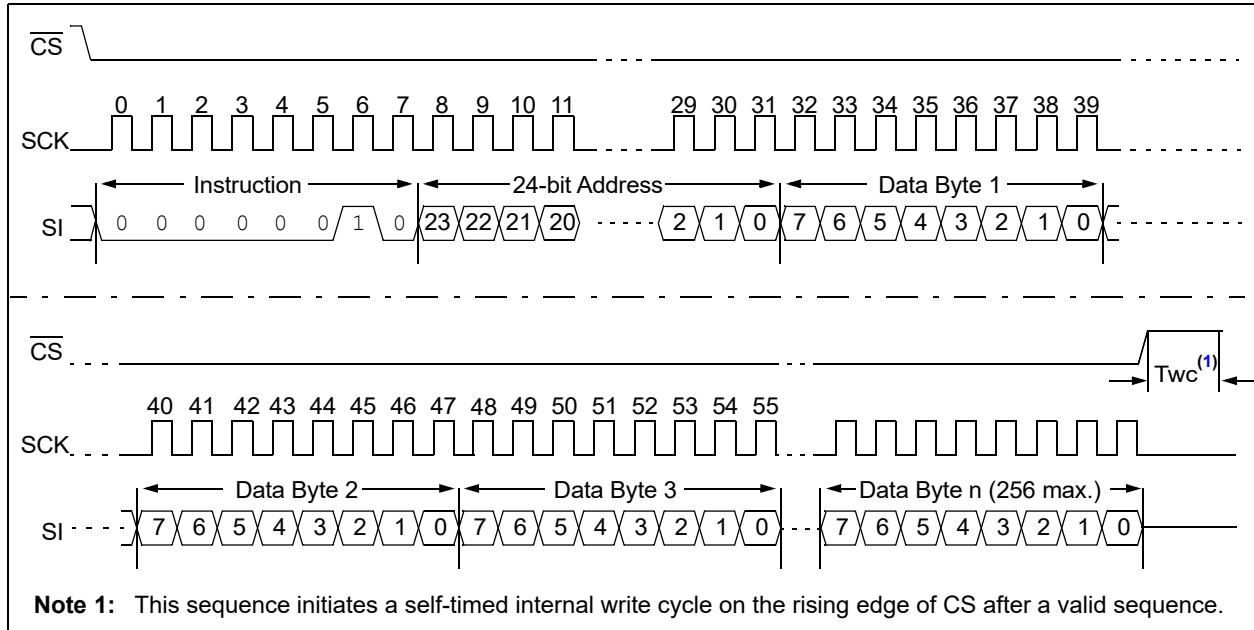 CS
0 1 2 3 4 5 6 7 8 9 10 11 29 30 31 32 33 34 35 36 37 38 39
SCK
Instruction 24-bit Address Data Byte 1
SI 0 0 0 0 0 0 1 0 23 22 21 20 2 1 0 7 6 5 4 3 2 1 0
CS
Twc(1)
40 41 42 43 44 45 46 47 48 49 50 51 52 53 54 55
SCK
Data Byte 2 Data Byte 3 Data Byte n (256 max.)
SI 7 6 5 4 3 2 1 0 7 6 5 4 3 2 1 0 7 6 5 4 3 2 1 0
Note 1: This sequence initiates a self-timed internal write cycle on the rising edge of CS after a valid sequence.